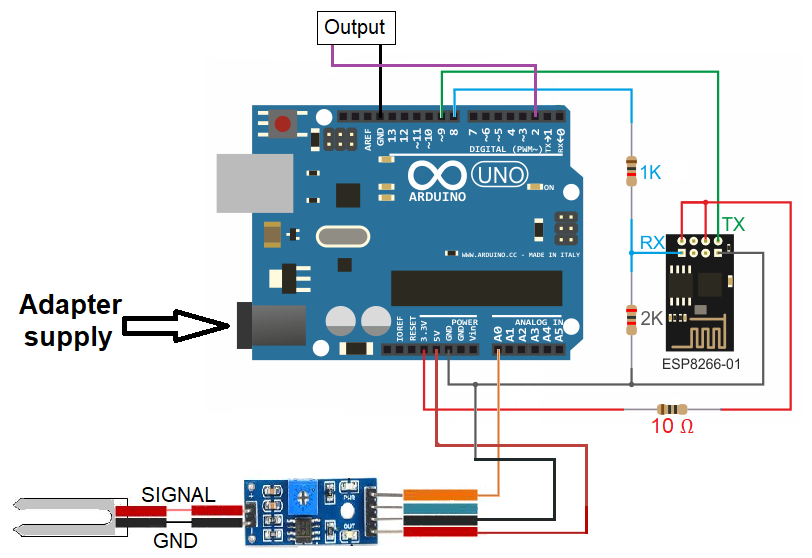 Output
AREF
GND
13
12
~11
~10
~9
8
7
~6
~5
4
~3
2
TX→1
RX←0
DIGITAL (PWM~)
ARDUINO
UNO
ON
1K
TX
RX
WWW.ARDUINO.CC - MADE IN ITALY
Adapter
supply
2K
ESP8266-01
POWER
ANALOG IN
IOREF
RESET
3.3V
5V
GND
GND
Vin
A0
A1
A2
A3
A4
A5
10 Ω
SIGNAL
GND
PWR
OUT